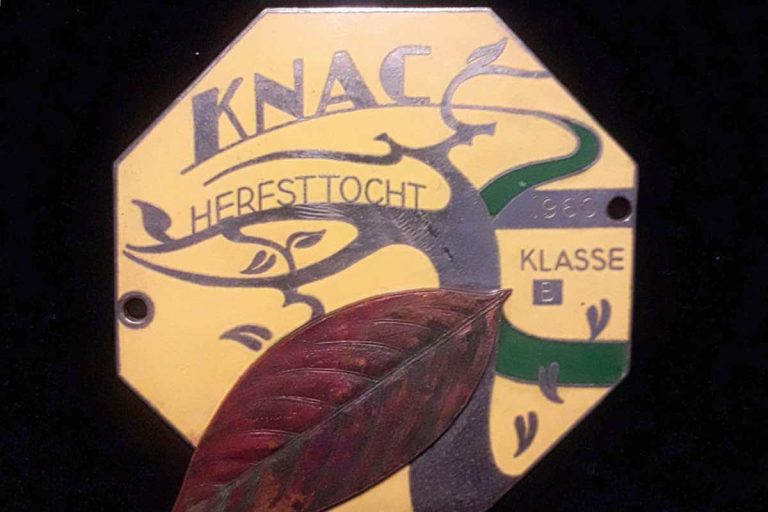 KNAC
HERFSTTOCHT
1960
KLASSE
B